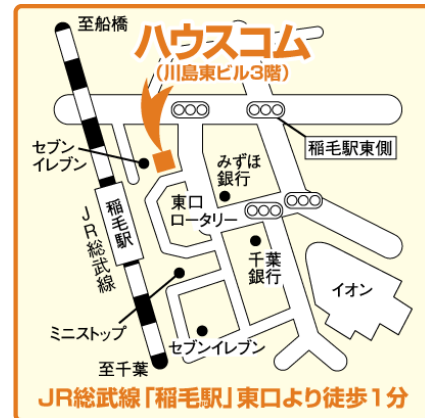 至船橋
ハウスコム
(川島東ビル3階)
セブン
イレブン
みずほ
銀行
稲毛駅東側
東口
ロータリー
稲毛駅
JR総武線
千葉
銀行
イオン
ミニストップ
セブンイレブン
至千葉
JR総武線「稲毛駅」東口より徒歩1分